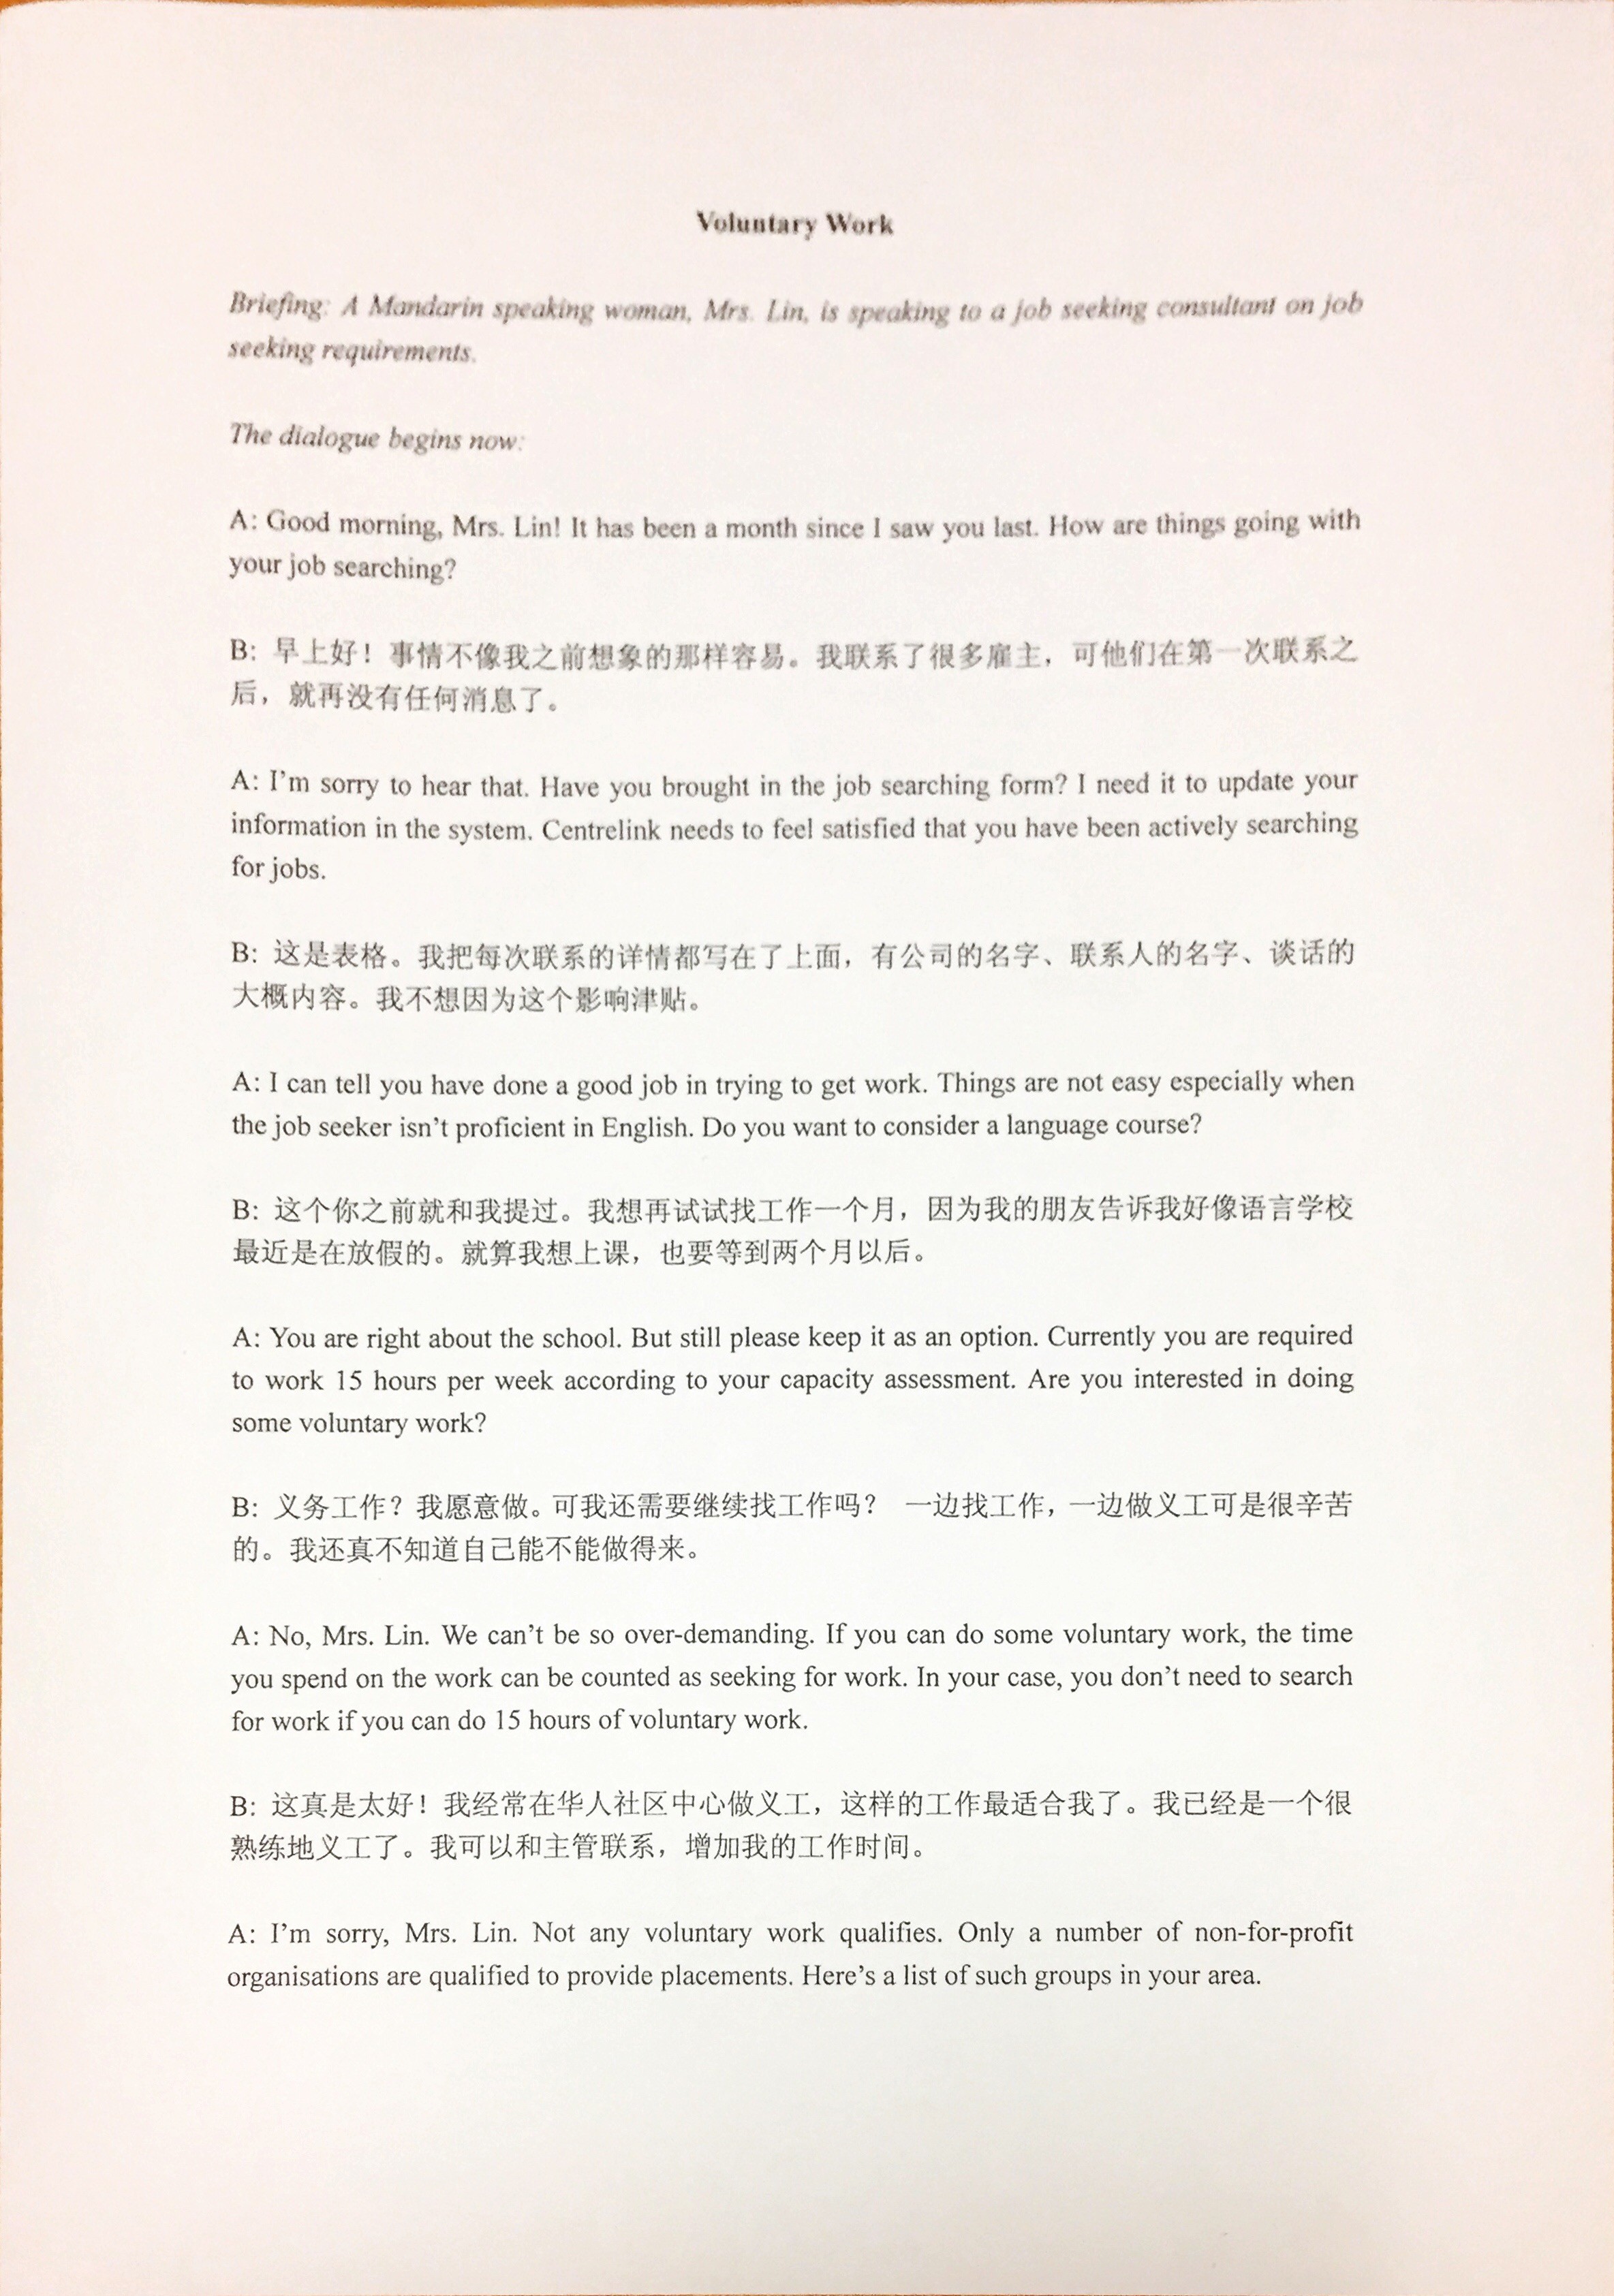 Voluntary Work
Briefing: A Mandarin speaking woman, Mrs. Lin, is speaking to a job seeking consultant on job
seeking requirements.
The dialogue begins now:
A: Good morning, Mrs. Lin! It has been a month since I saw you last. How are things going with
your job searching?
B: 早上好！事情不像我之前想象的那样容易。我联系了很多雇主，可他们在第一次联系之
后，就再没有任何消息了。
A: I'm sorry to hear that. Have you brought in the job searching form? I need it to update your
information in the system. Centrelink needs to feel satisfied that you have been actively searching
for jobs.
B: 这是表格。我把每次联系的详情都写在了上面，有公司的名字、联系人的名字、谈话的
大概内容。我不想因为这个影响津贴。
A: I can tell you have done a good job in trying to get work. Things are not easy especially when
the job seeker isn't proficient in English. Do you want to consider a language course?
B: 这个你之前就和我提过。我想再试试找工作一个月，因为我的朋友告诉我好像语言学校
最近是在放假的。就算我想上课，也要等到两个月以后。
A: You are right about the school. But still please keep it as an option. Currently you are required
to work 15 hours per week according to your capacity assessment. Are you interested in doing
some voluntary work?
B: 义务工作？我愿意做。可我还需要继续找工作吗？ 一边找工作，一边做义工可是很辛苦
的。我还真不知道自己能不能做得来。
A: No, Mrs. Lin. We can't be so over-demanding. If you can do some voluntary work, the time
you spend on the work can be counted as seeking for work. In your case, you don't need to search
for work if you can do 15 hours of voluntary work.
B: 这真是太好！我经常在华人社区中心做义工，这样的工作最适合我了。我已经是一个很
熟练地义工了。我可以和主管联系，增加我的工作时间。
A: I'm sorry, Mrs. Lin. Not any voluntary work qualifies. Only a number of non-for-profit
organisations are qualified to provide placements. Here's a list of such groups in your area.